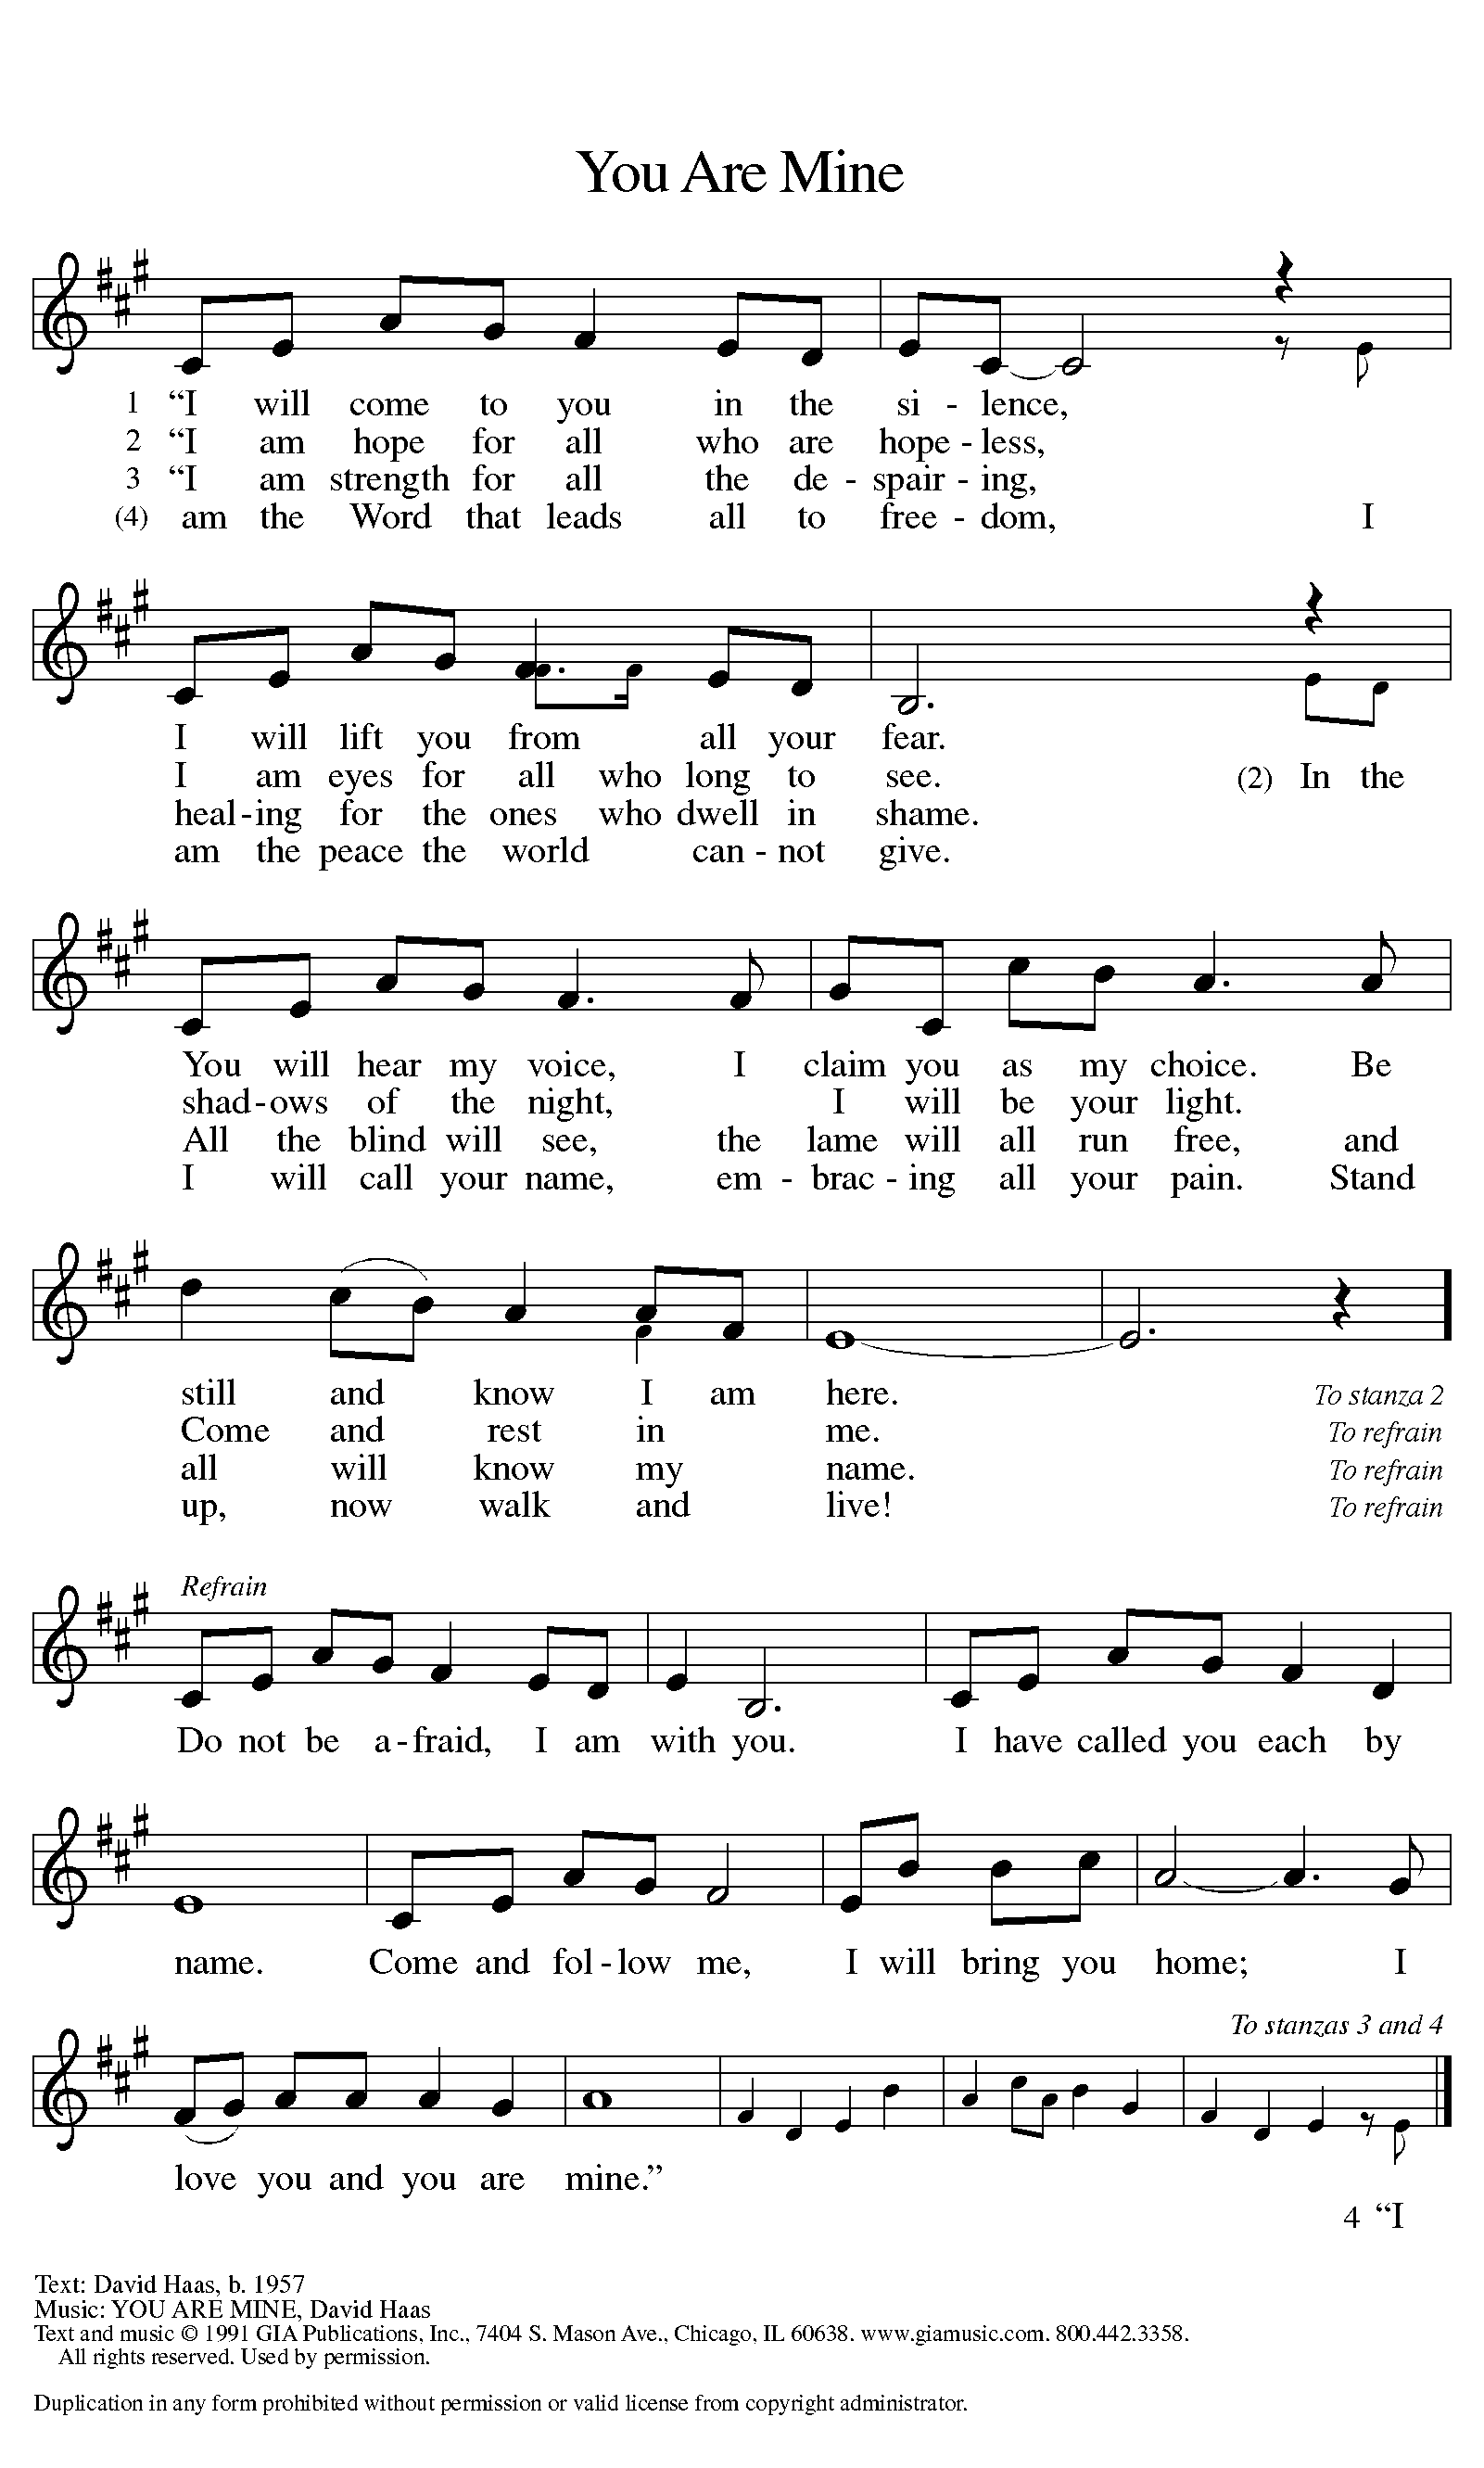 You Are Mine
1 “I will come to you in the si - lence,
2 “I am hope for all who are hope - less,
3 “I am strength for all the de - spair - ing,
(4) am the Word that leads all to free - dom, I
I will lift you from all your fear.
I am eyes for all who long to see. (2) In the
heal - ing for the ones who dwell in shame.
am the peace the world can - not give.
You will hear my voice, I claim you as my choice. Be
shad - ows of the night, I will be your light.
All the blind will see, the lame will all run free, and
I will call your name, em - brac - ing all your pain. Stand
still and know I am here. To stanza 2
Come and rest in me. To refrain
all will know my name. To refrain
up, now walk and live! To refrain
Refrain
Do not be a - fraid, I am with you. I have called you each by
name. Come and fol - low me, I will bring you home; I
To stanzas 3 and 4
love you and you are mine.”
4 “I
Text: David Haas, b. 1957
Music: YOU ARE MINE, David Haas
Text and music © 1991 GIA Publications, Inc., 7404 S. Mason Ave., Chicago, IL 60638. www.giamusic.com. 800.442.3358.
All rights reserved. Used by permission.
Duplication in any form prohibited without permission or valid license from copyright administrator.